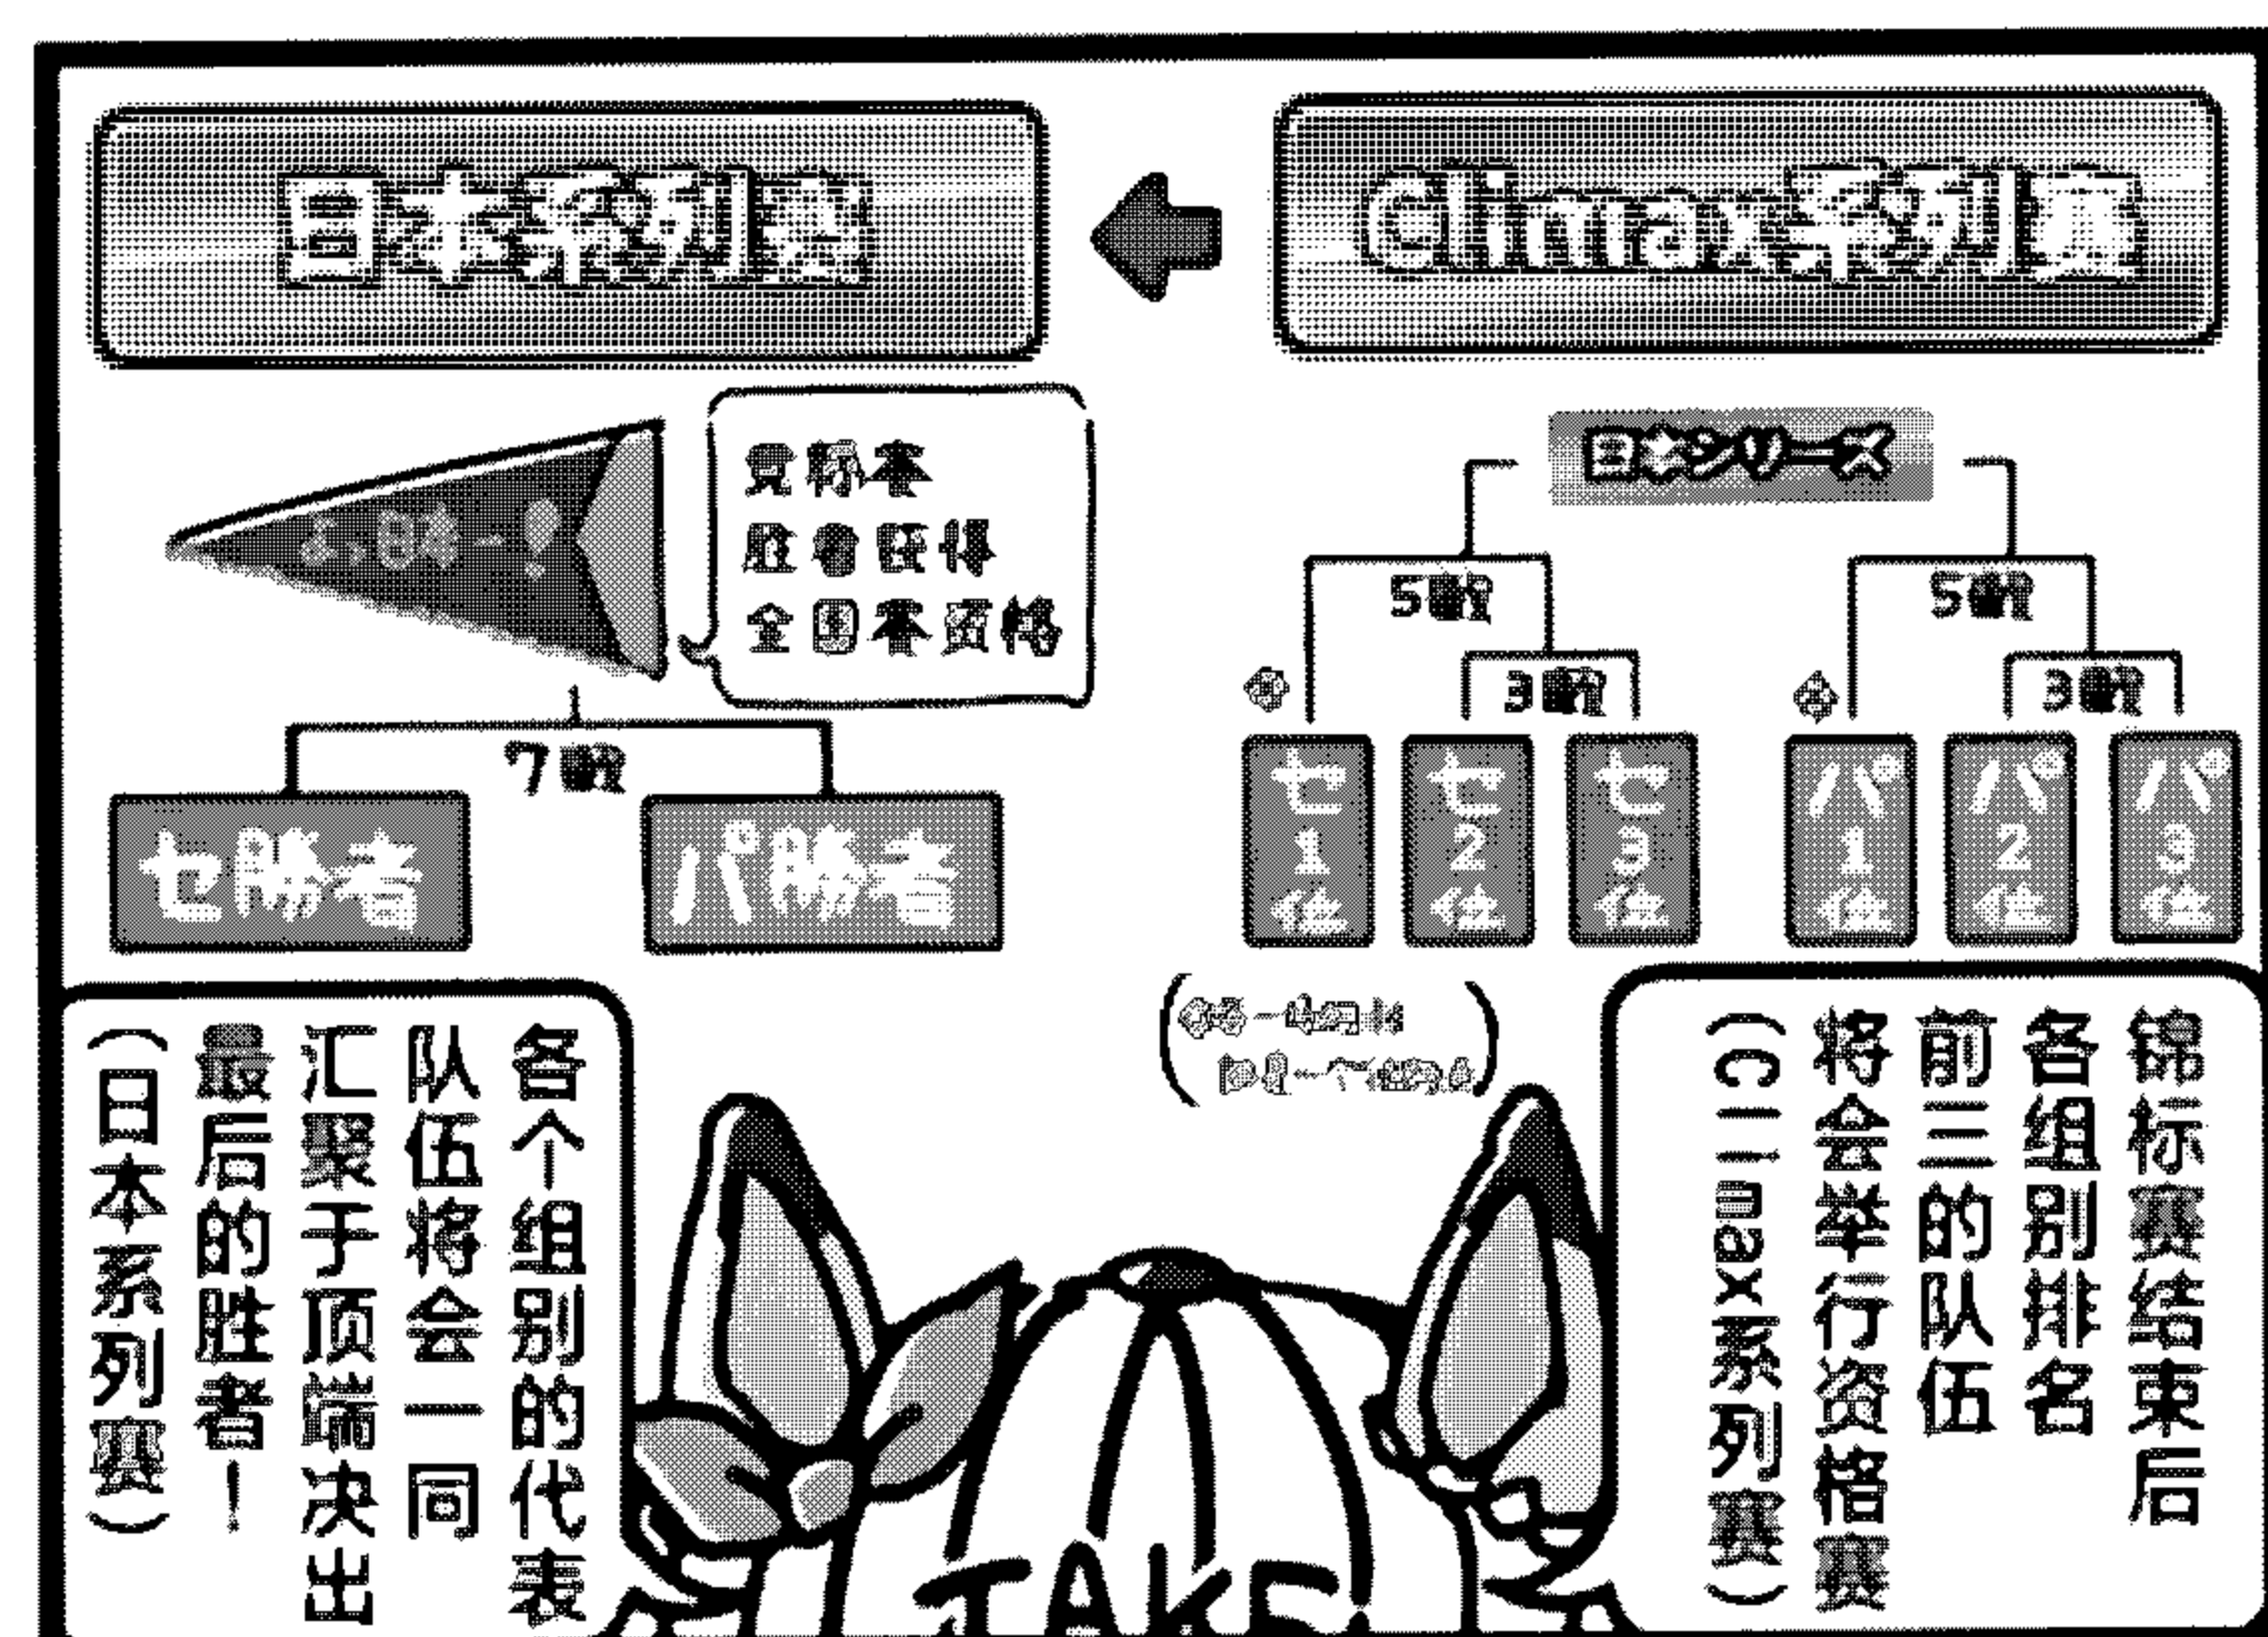 Climax系列赛
日本系列赛
日本シリーズ
5戦
5戦
3戦
3戦
セ1位
セ2位
セ3位
パ1位
パ2位
パ3位
胜者获得
全日本资格
7戦
セ勝者
パ勝者
锦标赛结束后
各组别排名
前三的队伍
将会举行资格赛
(Climax系列赛)
各个组别的代表
队伍将会一同
汇聚于顶端决出
最后的胜者!
(日本系列赛)
TAKE